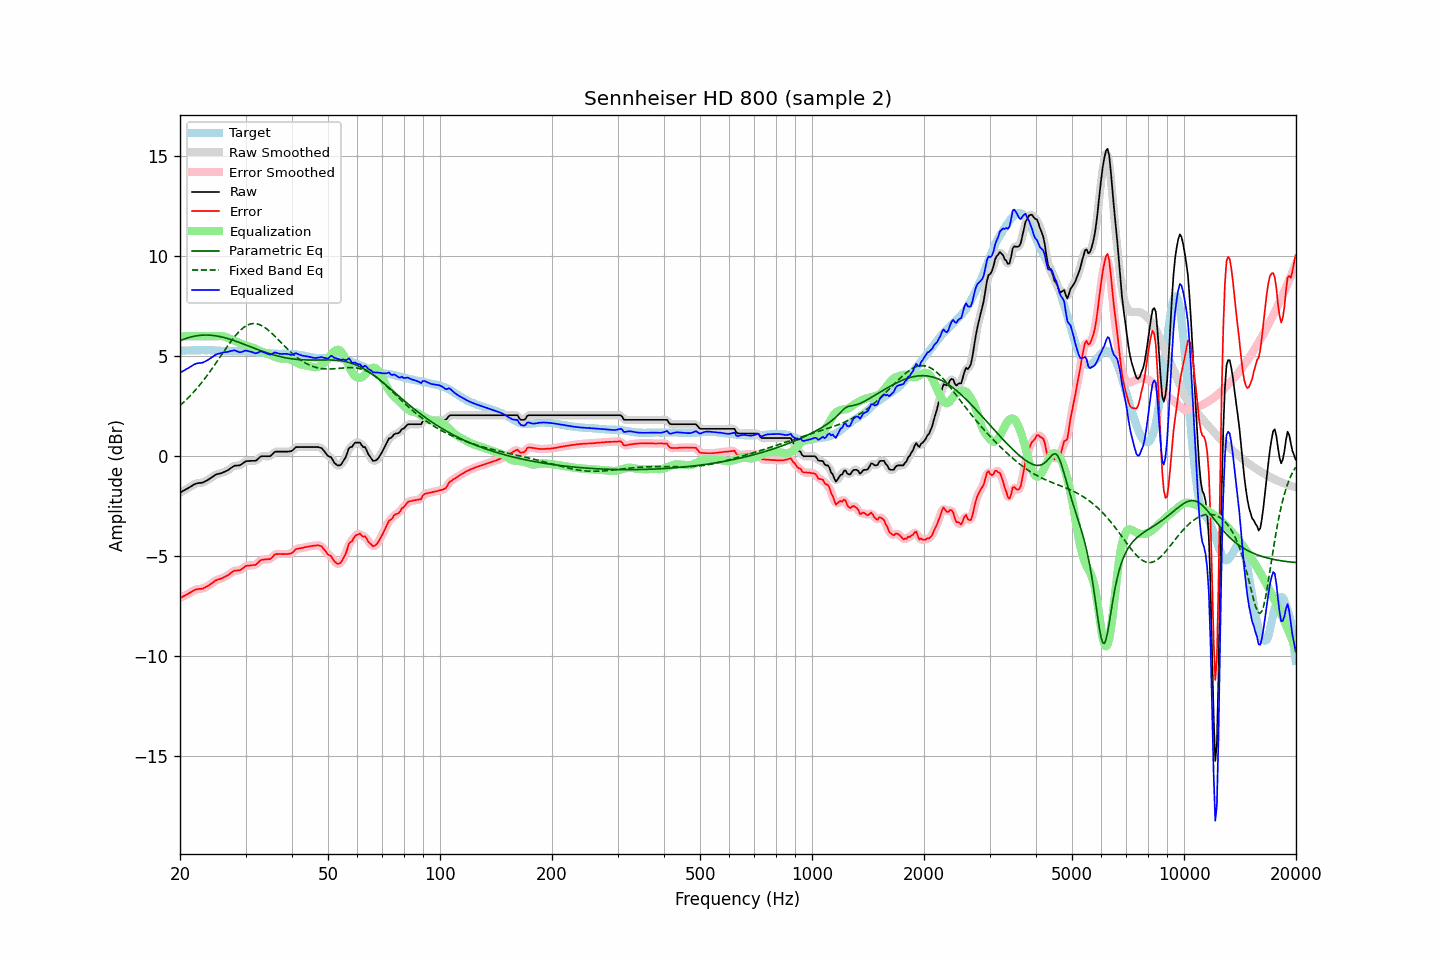 Sennheiser HD 800 (sample 2)
Target
Raw Smoothed
Error Smoothed
Raw
Error
Equalization
Parametric Eq
Fixed Band Eq
Equalized
Amplitude (dBr)
15
10
5
0
−5
−10
−15
20
50
100
200
500
1000
2000
5000
10000
20000
Frequency (Hz)